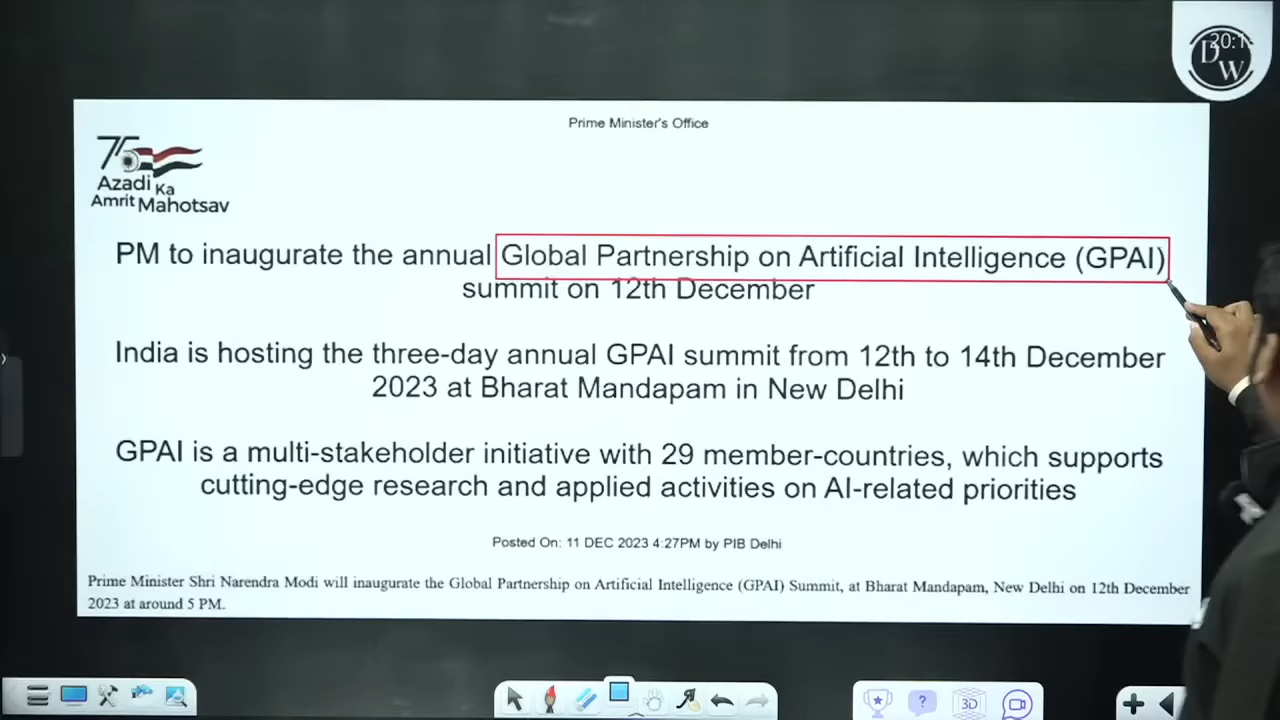 20:1
D
W
Prime Minister's Office
75
Azadi Ka
Amrit Mahotsav
PM to inaugurate the annual Global Partnership on Artificial Intelligence (GPAI)
summit on 12th December
India is hosting the three-day annual GPAI summit from 12th to 14th December
2023 at Bharat Mandapam in New Delhi
GPAI is a multi-stakeholder initiative with 29 member-countries, which supports
cutting-edge research and applied activities on AI-related priorities
Posted On: 11 DEC 2023 4:27PM by PIB Delhi
Prime Minister Shri Narendra Modi will inaugurate the Global Partnership on Artificial Intelligence (GPAI) Summit, at Bharat Mandapam, New Delhi on 12th December
2023 at around 5 PM.
?
3D